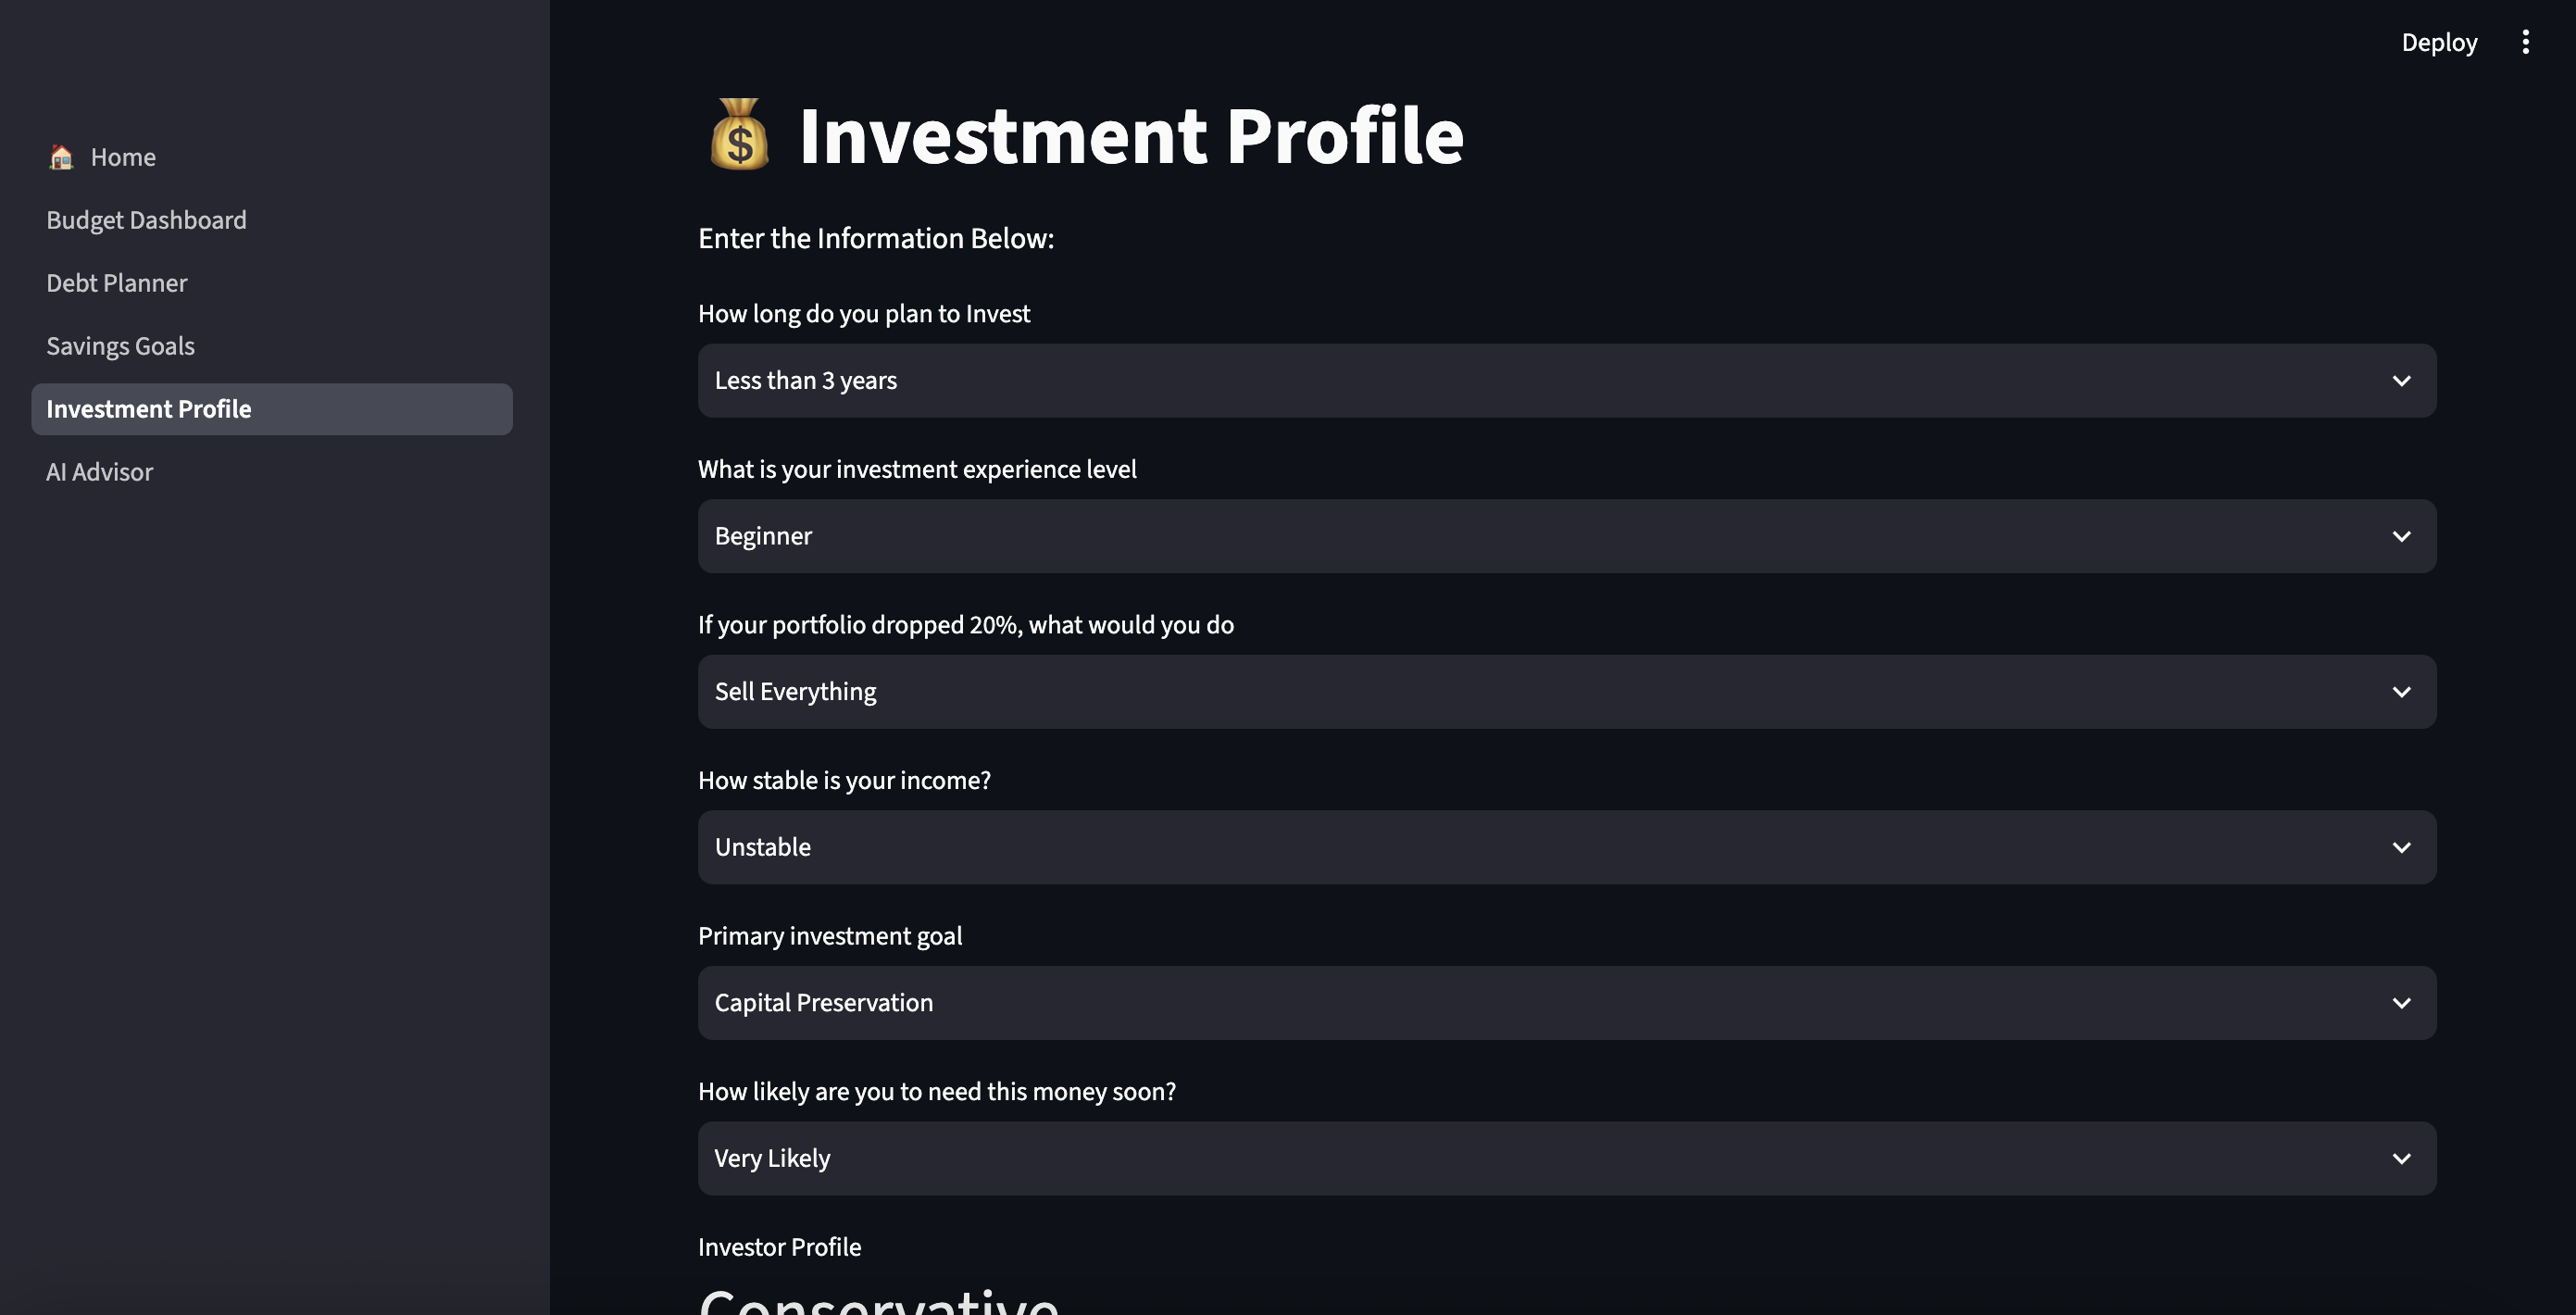 Deploy
Home
Budget Dashboard
Debt Planner
Savings Goals
Investment Profile
AI Advisor
Investment Profile
Enter the Information Below:
How long do you plan to Invest
Less than 3 years
What is your investment experience level
Beginner
If your portfolio dropped 20%, what would you do
Sell Everything
How stable is your income?
Unstable
Primary investment goal
Capital Preservation
How likely are you to need this money soon?
Very Likely
Investor Profile
Conservative